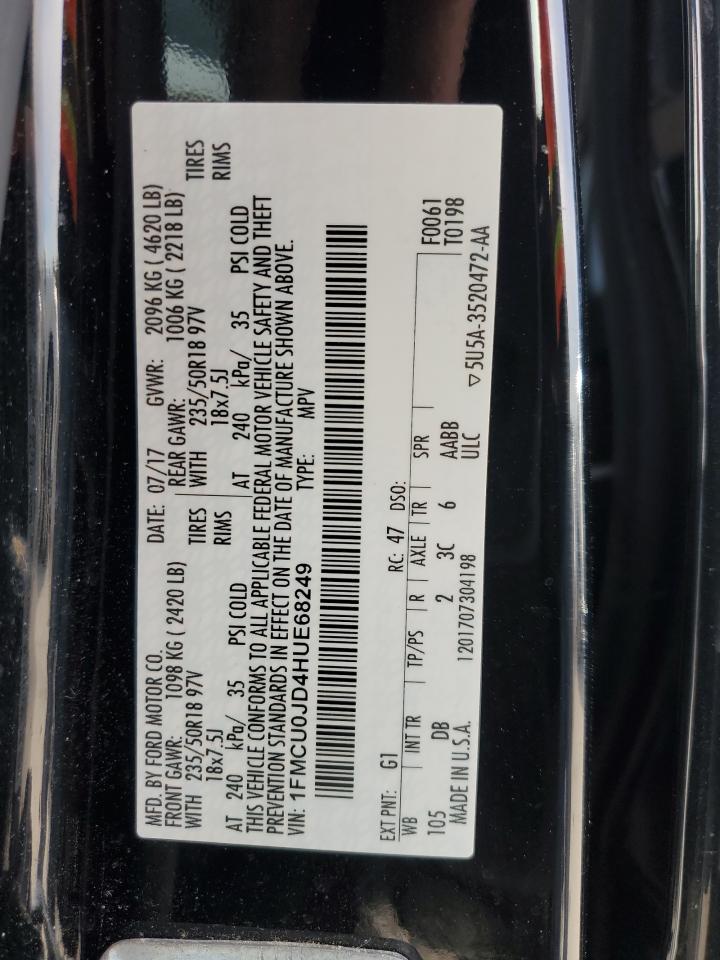 MFD. BY FORD MOTOR CO. DATE: 07/17 GVWR: 2096 KG ( 4620 LB)
FRONT GAWR: 1098 KG ( 2420 LB) REAR GAWR: 1006 KG ( 2218 LB)
WITH 235/50R18 97V TIRES WITH 235/50R18 97V TIRES
18x7.5J RIMS 18x7.5J RIMS
AT 240 kPa/ 35 PSI COLD AT 240 kPa/ 35 PSI COLD
THIS VEHICLE CONFORMS TO ALL APPLICABLE FEDERAL MOTOR VEHICLE SAFETY AND THEFT
PREVENTION STANDARDS IN EFFECT ON THE DATE OF MANUFACTURE SHOWN ABOVE.
VIN: 1FMCU0JD4HUE68249 TYPE: MPV
EXT PNT: G1 RC: 47 DSO: F0061
WB INT TR TP/PS R AXLE TR SPR T0198
105 DB 2 3C 6 AABB
MADE IN U.S.A. 1201707304198 ULC ▽5U5A-3520472-AA